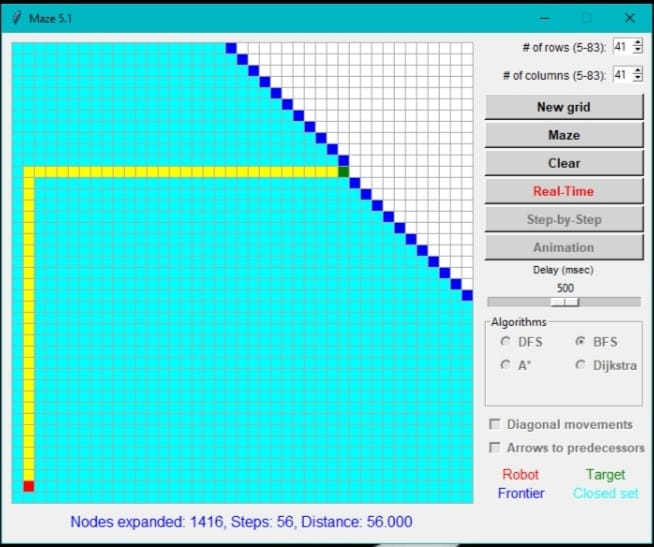 Maze 5.1
# of rows (5-83): 41
# of columns (5-83): 41
New grid
Maze
Clear
Real-Time
Step-by-Step
Animation
Delay (msec)
500
Algorithms
DFS BFS
A* Dijkstra
Diagonal movements
Arrows to predecessors
Robot Target
Frontier Closed set
Nodes expanded: 1416, Steps: 56, Distance: 56.000